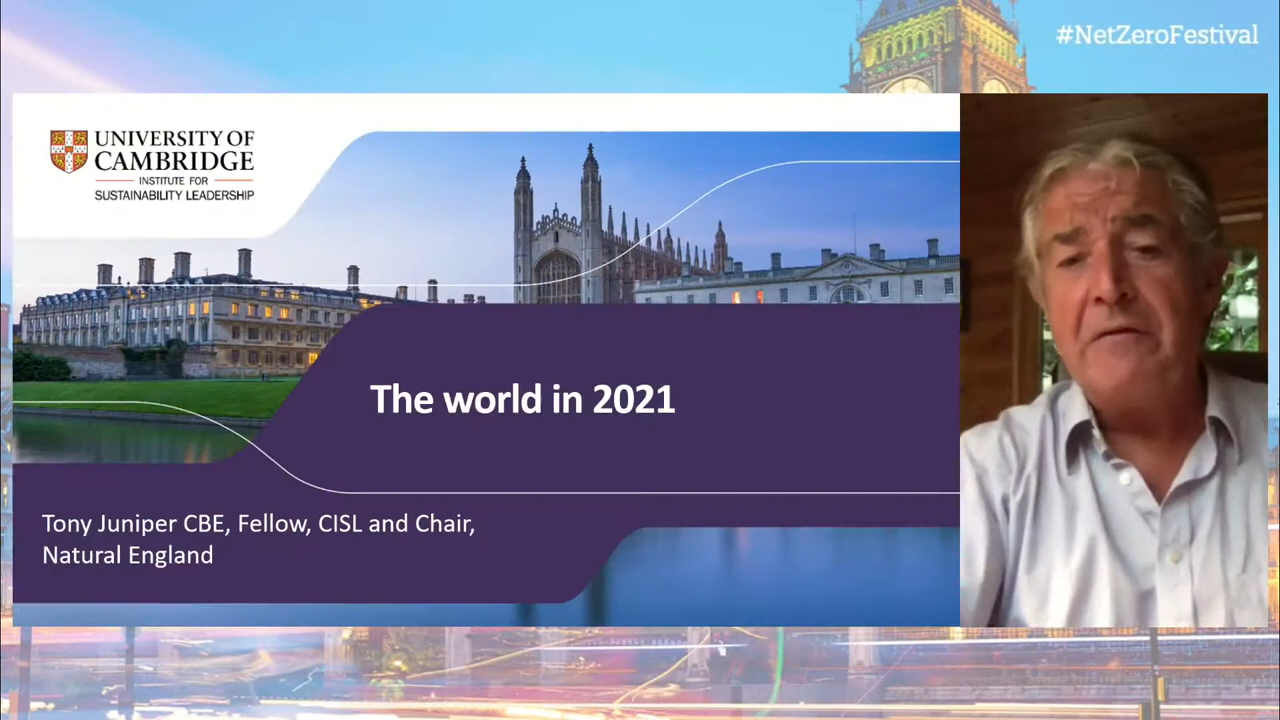 #NetZeroFestival
UNIVERSITY OF
CAMBRIDGE
INSTITUTE FOR
SUSTAINABILITY LEADERSHIP
The world in 2021
Tony Juniper CBE, Fellow, CISL and Chair,
Natural England